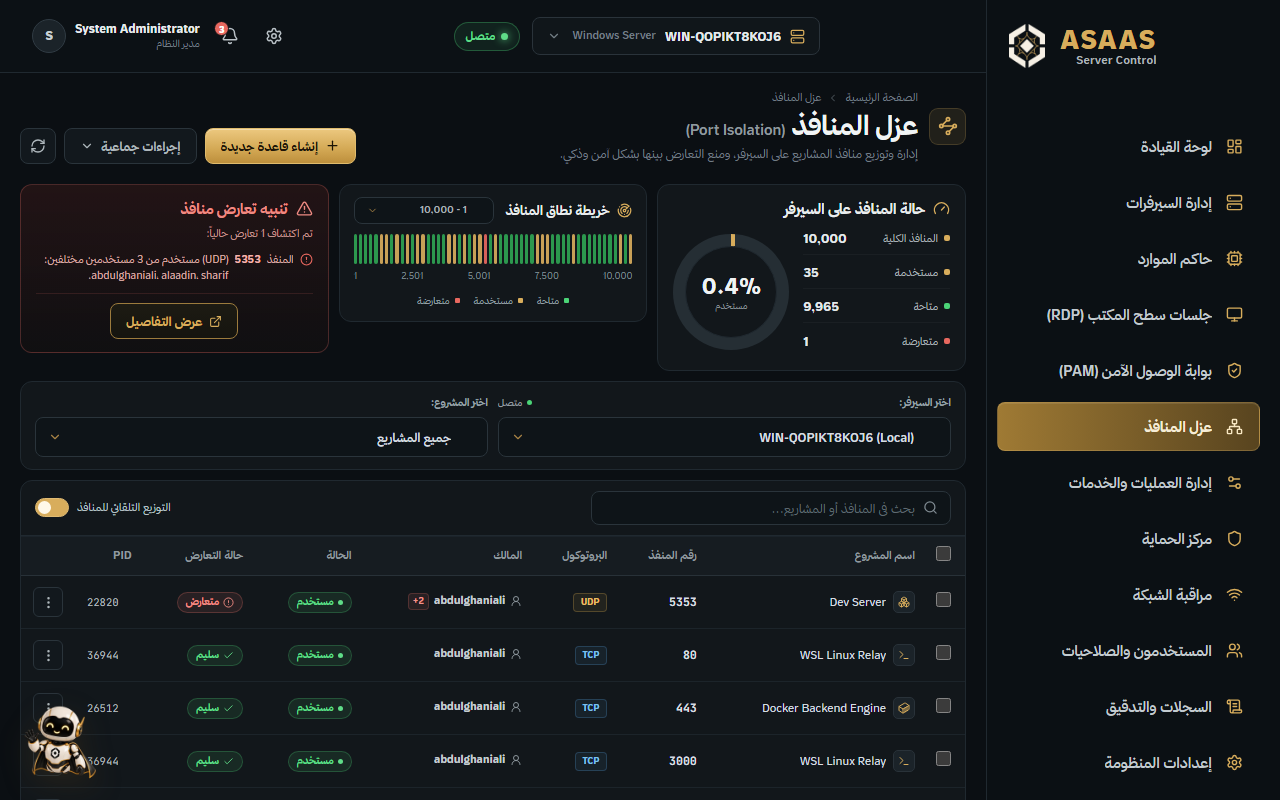 ASAAS
Server Control
لوحة القيادة
إدارة السيرفرات
حاكم الموارد
جلسات سطح المكتب (RDP)
بوابة الوصول الآمن (PAM)
عزل المنافذ
إدارة العمليات والخدمات
مركز الحماية
مراقبة الشبكة
المستخدمون والصلاحيات
السجلات والتدقيق
إعدادات المنظومة
WIN-QOPIKT8KOJ6 Windows Server
متصل
3
System Administrator
مدير النظام
S
الصفحة الرئيسية › عزل المنافذ
عزل المنافذ (Port Isolation)
إدارة وتوزيع منافذ المشاريع على السيرفر، ومنع التعارض بينها بشكل آمن وذكي.
إنشاء قاعدة جديدة +
إجراءات جماعية
حالة المنافذ على السيرفر
المنافذ الكلية 10,000
مستخدمة 35
متاحة 9,965
متعارضة 1
0.4%
مستخدم
خريطة نطاق المنافذ
1 - 10,000
1 2,501 5,001 7,500 10,000
متاحة مستخدمة متعارضة
تنبيه تعارض منافذ
تم اكتشاف 1 تعارض حالياً:
المنفذ 5353 (UDP) مستخدم من 3 مستخدمين مختلفين:
abdulghaniali, alaadin, sharif.
عرض التفاصيل
اختر السيرفر: متصل
WIN-QOPIKT8KOJ6 (Local)
اختر المشروع:
جميع المشاريع
بحث في المنافذ أو المشاريع...
التوزيع التلقائي للمنافذ
اسم المشروع رقم المنفذ البروتوكول المالك الحالة حالة التعارض PID
Dev Server 5353 UDP abdulghaniali +2 مستخدم متعارض 22820
WSL Linux Relay 80 TCP abdulghaniali مستخدم سليم 36944
Docker Backend Engine 443 TCP abdulghaniali مستخدم سليم 26512
WSL Linux Relay 3000 TCP abdulghaniali مستخدم سليم 36944